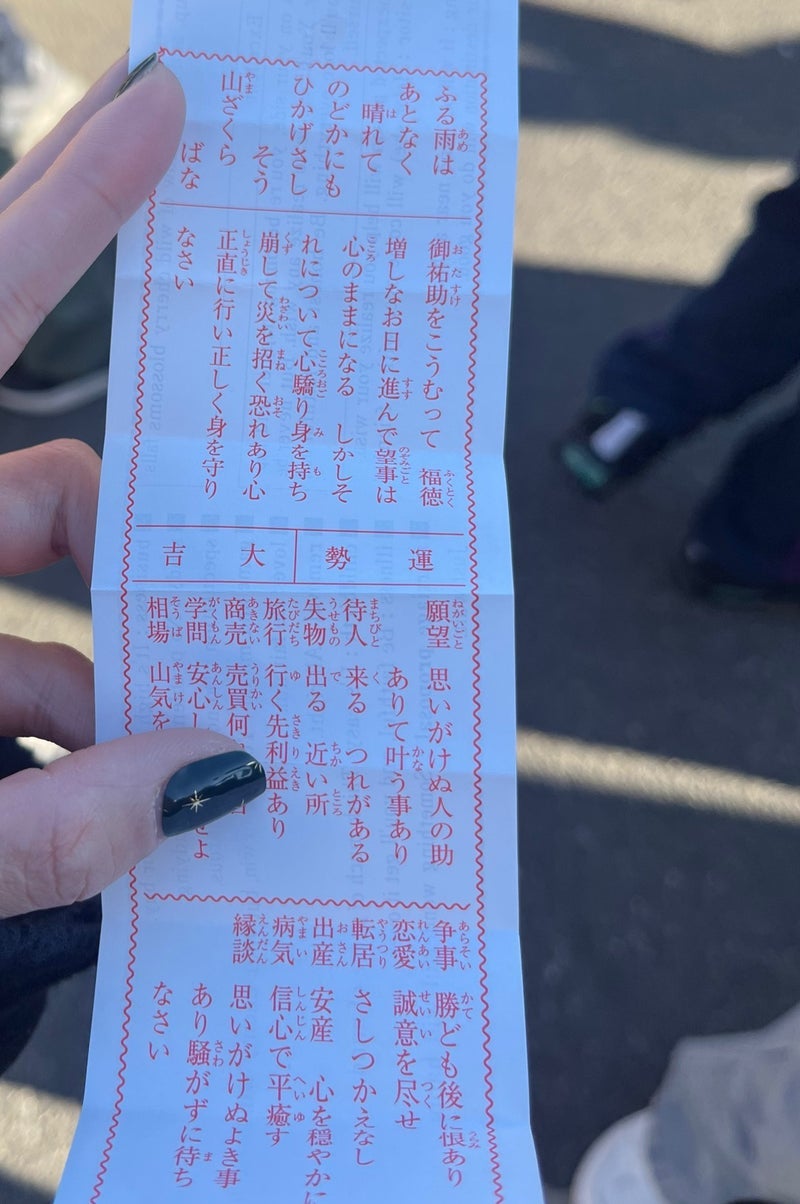 ふる雨は
あとなく
晴れて
のどかにも
ひかげさし
そう
山ざくら
ばな
御祐助をこうむって 福徳
増しなお日に進んで望事は
心のままになる しかしそ
れについて心驕り身を持ち
崩して災を招く恐れあり心
正直に行い正しく身を守り
なさい
運勢 大吉
願望 思いがけぬ人の助
ありて叶う事あり
待人 来る つれがある
失物 出る 近い所
旅行 行く先利益あり
商売 売買何
学問 安心し せよ
相場 山気を
争事 勝ども後に恨あり
恋愛 誠意を尽せ
転居 さしつかえなし
出産 安産 心を穏やかに
病気 信心で平癒す
縁談 思いがけぬよき事
あり騒がずに待ち
なさい